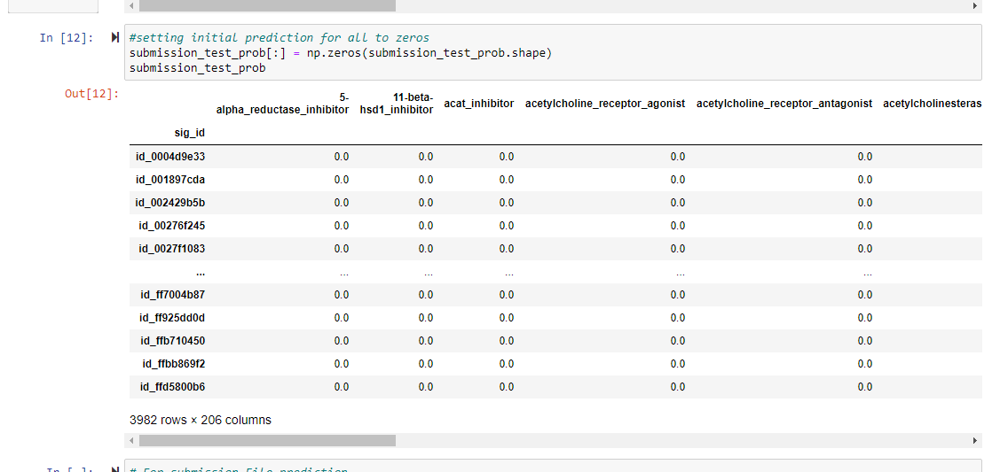 In [12]:
#setting initial prediction for all to zeros
submission_test_prob[:] = np.zeros(submission_test_prob.shape)
submission_test_prob
Out[12]:
5-alpha_reductase_inhibitor 11-beta-hsd1_inhibitor acat_inhibitor acetylcholine_receptor_agonist acetylcholine_receptor_antagonist acetylcholinesteras
sig_id
id_0004d9e33 0.0 0.0 0.0 0.0 0.0
id_001897cda 0.0 0.0 0.0 0.0 0.0
id_002429b5b 0.0 0.0 0.0 0.0 0.0
id_00276f245 0.0 0.0 0.0 0.0 0.0
id_0027f1083 0.0 0.0 0.0 0.0 0.0
... ... ... ... ... ...
id_ff7004b87 0.0 0.0 0.0 0.0 0.0
id_ff925dd0d 0.0 0.0 0.0 0.0 0.0
id_ffb710450 0.0 0.0 0.0 0.0 0.0
id_ffbb869f2 0.0 0.0 0.0 0.0 0.0
id_ffd5800b6 0.0 0.0 0.0 0.0 0.0
3982 rows × 206 columns
In [ ]:
# For submission File prediction